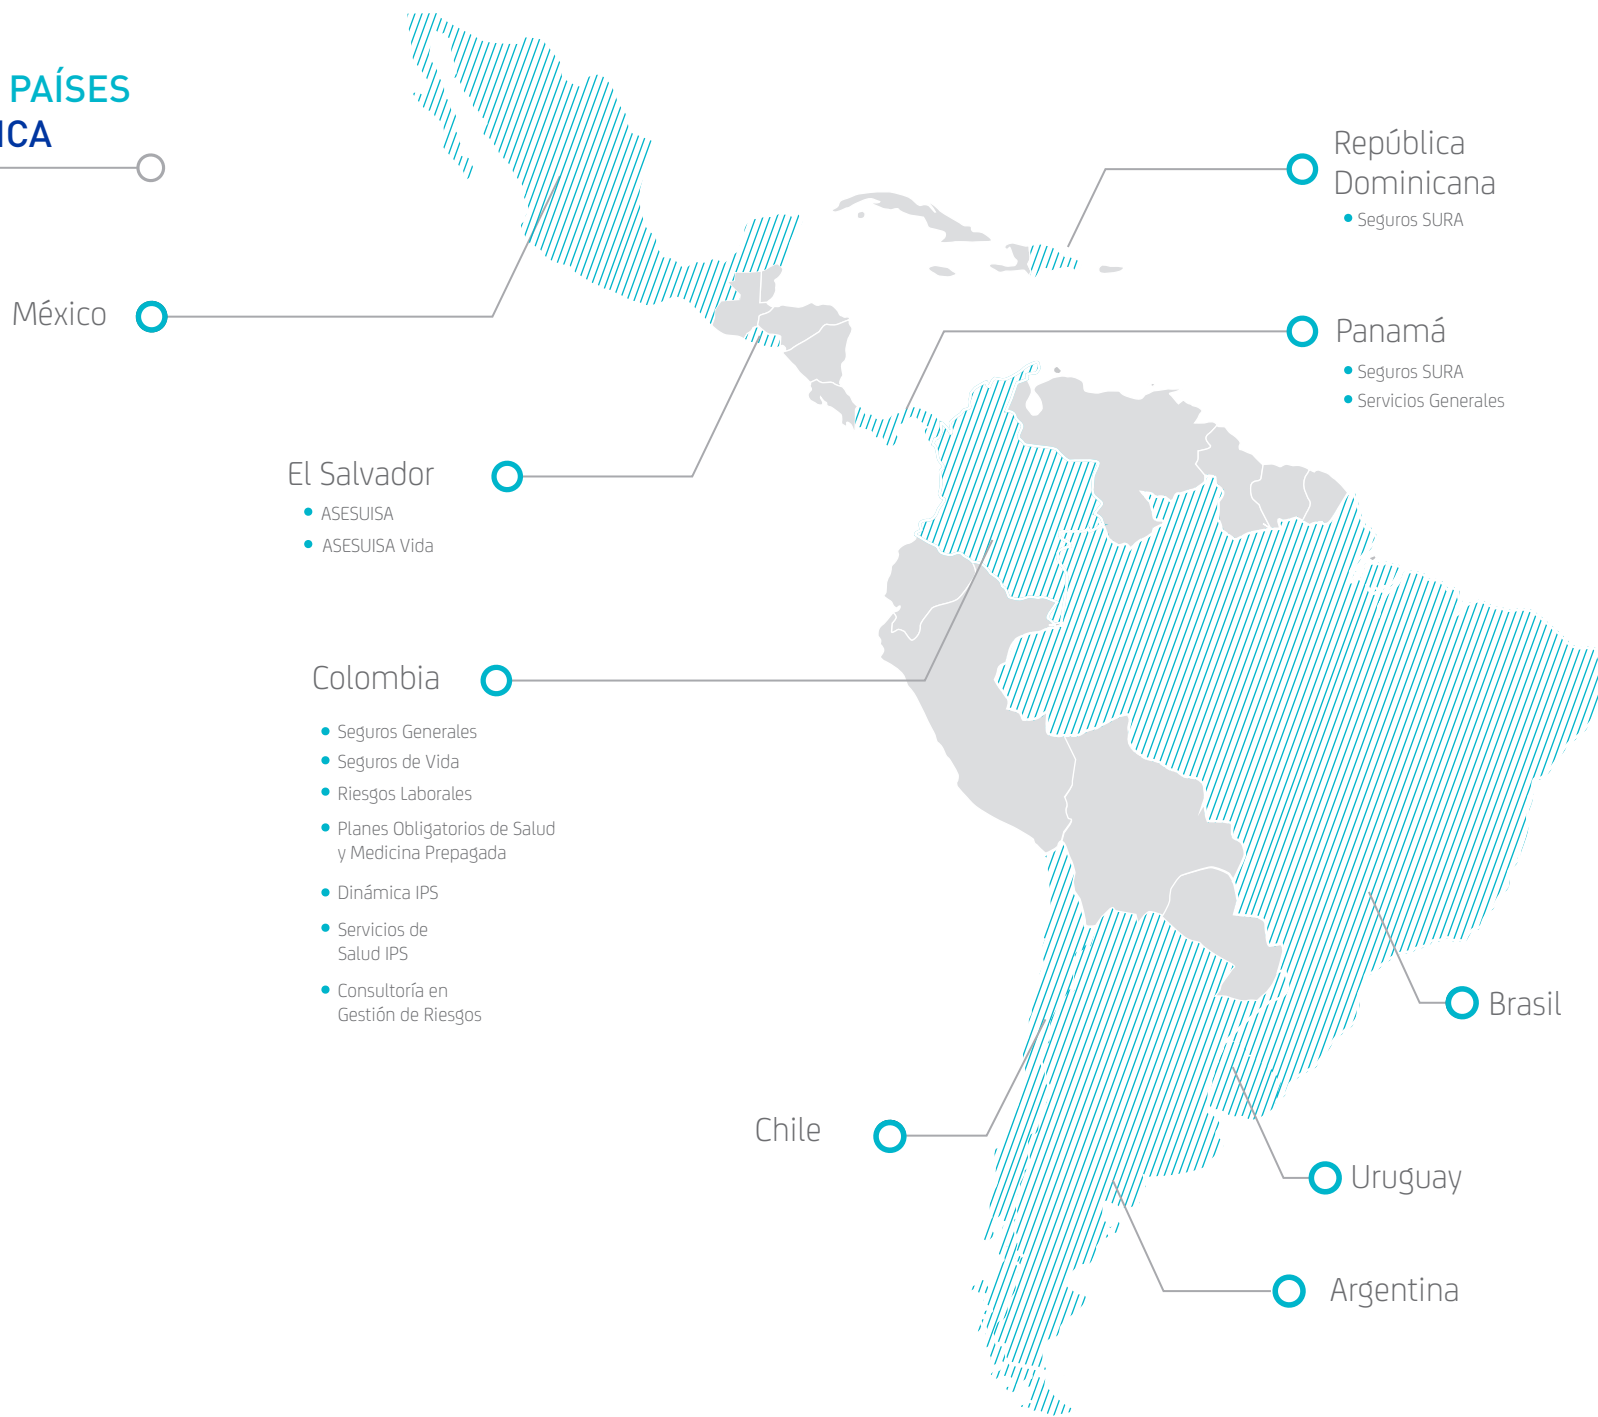 PAÍSES
ICA
República
Dominicana
Seguros SURA
México
Panamá
Seguros SURA
Servicios Generales
El Salvador
ASESUISA
ASESUISA Vida
Colombia
Seguros Generales
Seguros de Vida
Riesgos Laborales
Planes Obligatorios de Salud
y Medicina Prepagada
Dinámica IPS
Servicios de
Salud IPS
Consultoría en
Gestión de Riesgos
Brasil
Chile
Uruguay
Argentina